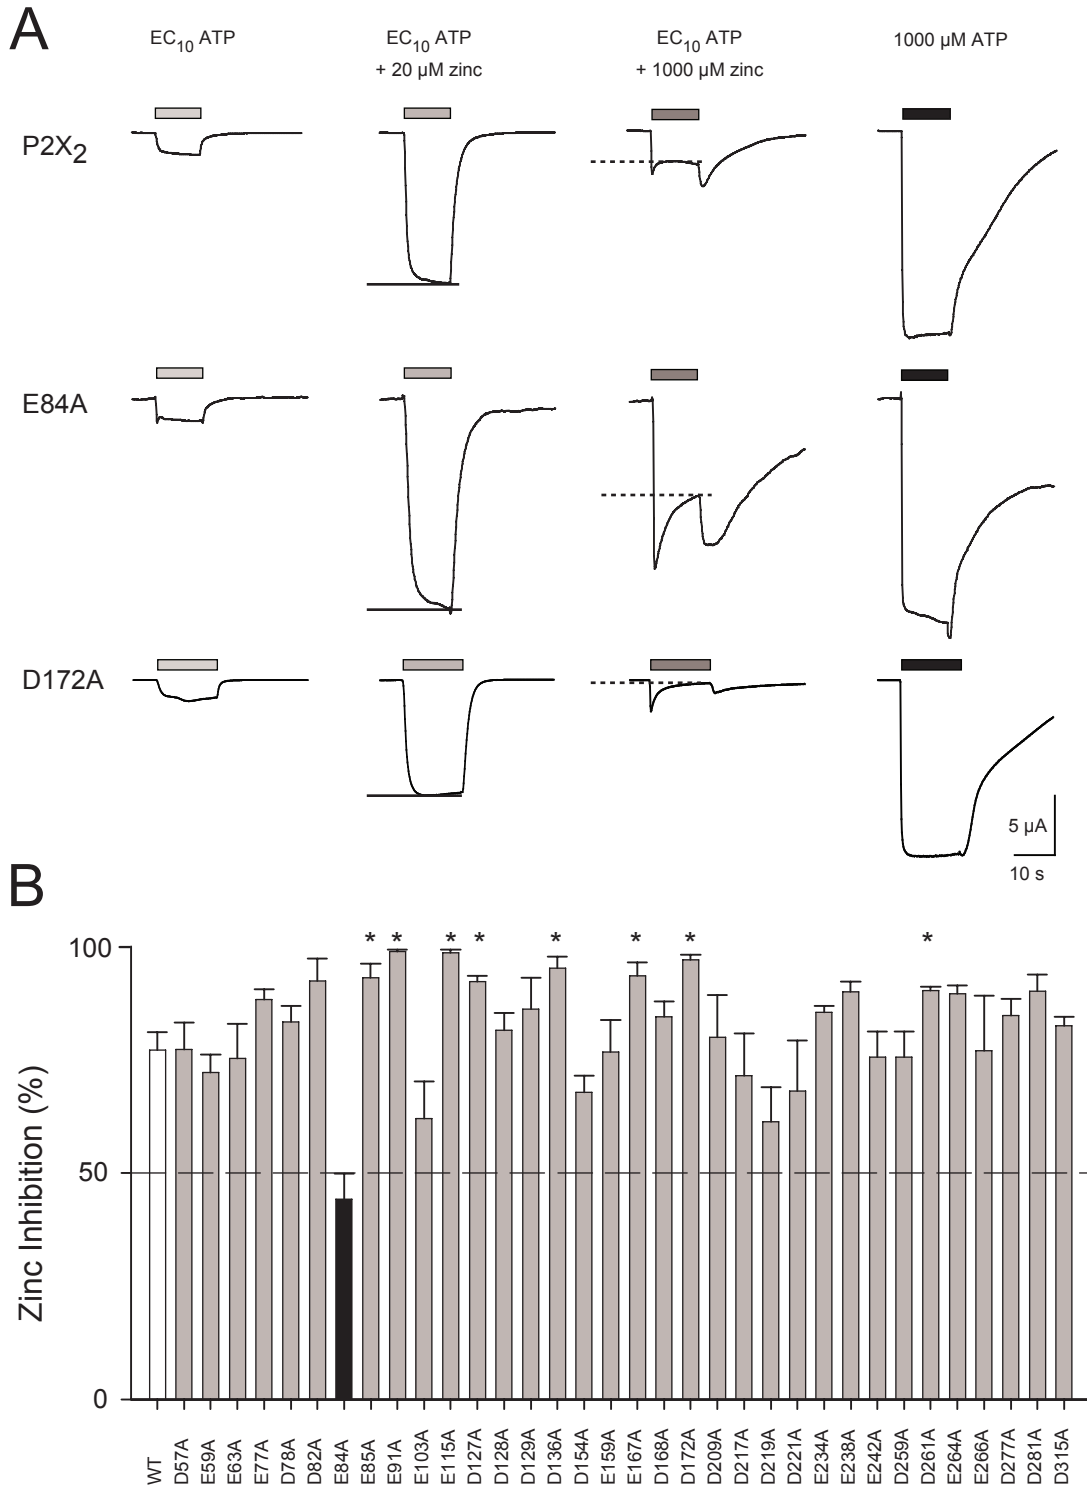 A
EC10 ATP
EC10 ATP
+ 20 µM zinc
EC10 ATP
+ 1000 µM zinc
1000 µM ATP
P2X2
E84A
D172A
5 µA
10 s
B
Zinc Inhibition (%)
100
50
0
* * * * * * * *
WT D57A E59A E63A E77A D78A D82A E84A E85A E91A E103A E115A D127A D128A D129A D136A D154A E159A E167A D168A D172A D209A D217A D219A D221A E234A E238A E242A D259A D261A E264A E266A D277A D281A D315A